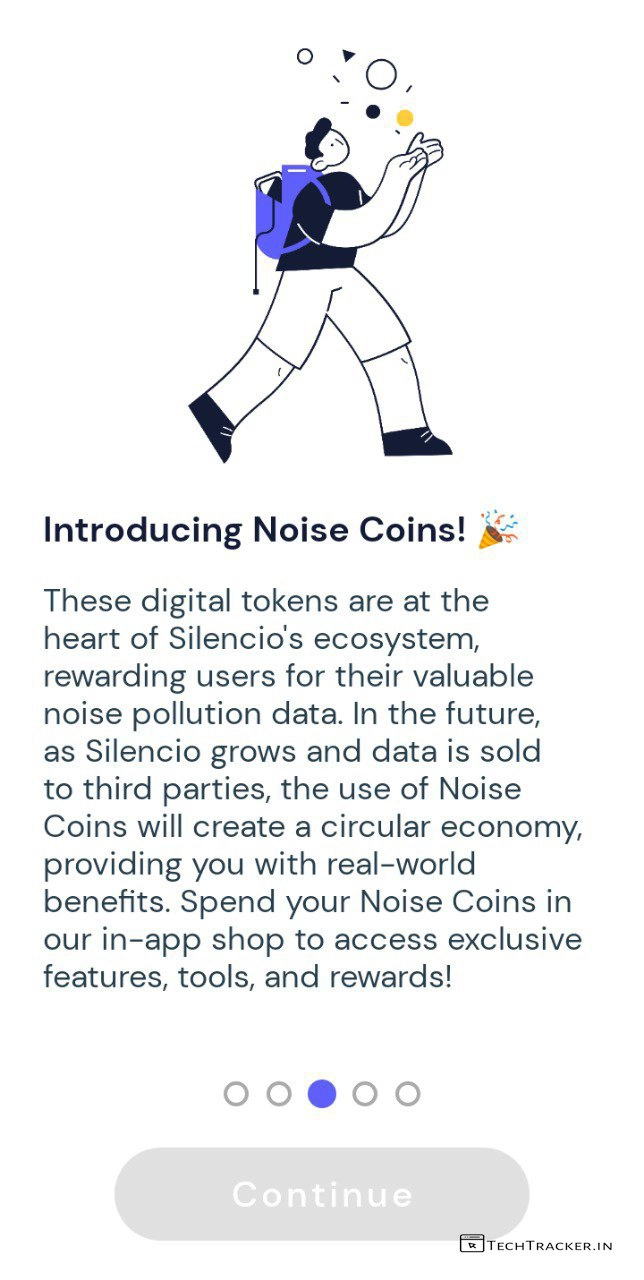 Introducing Noise Coins! 🎉
These digital tokens are at the
heart of Silencio's ecosystem,
rewarding users for their valuable
noise pollution data. In the future,
as Silencio grows and data is sold
to third parties, the use of Noise
Coins will create a circular economy,
providing you with real-world
benefits. Spend your Noise Coins in
our in-app shop to access exclusive
features, tools, and rewards!
Continue
TECHTRACKER.IN